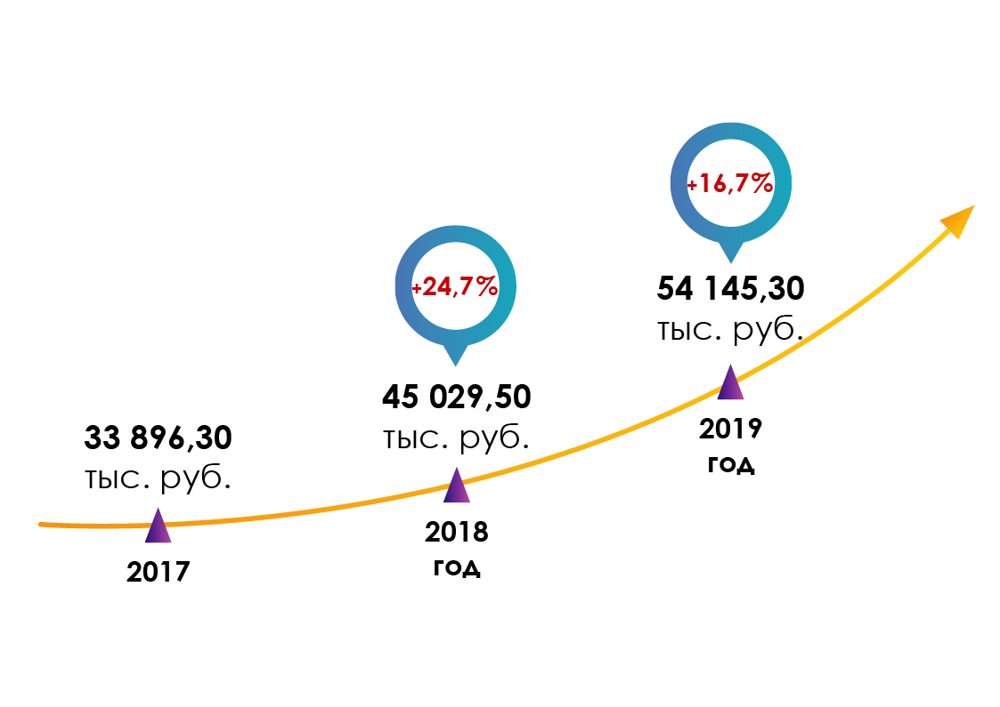 +16,7%
54 145,30
тыс. руб.
+24,7%
45 029,50
тыс. руб.
33 896,30
тыс. руб.
2017
2018
год
2019
год